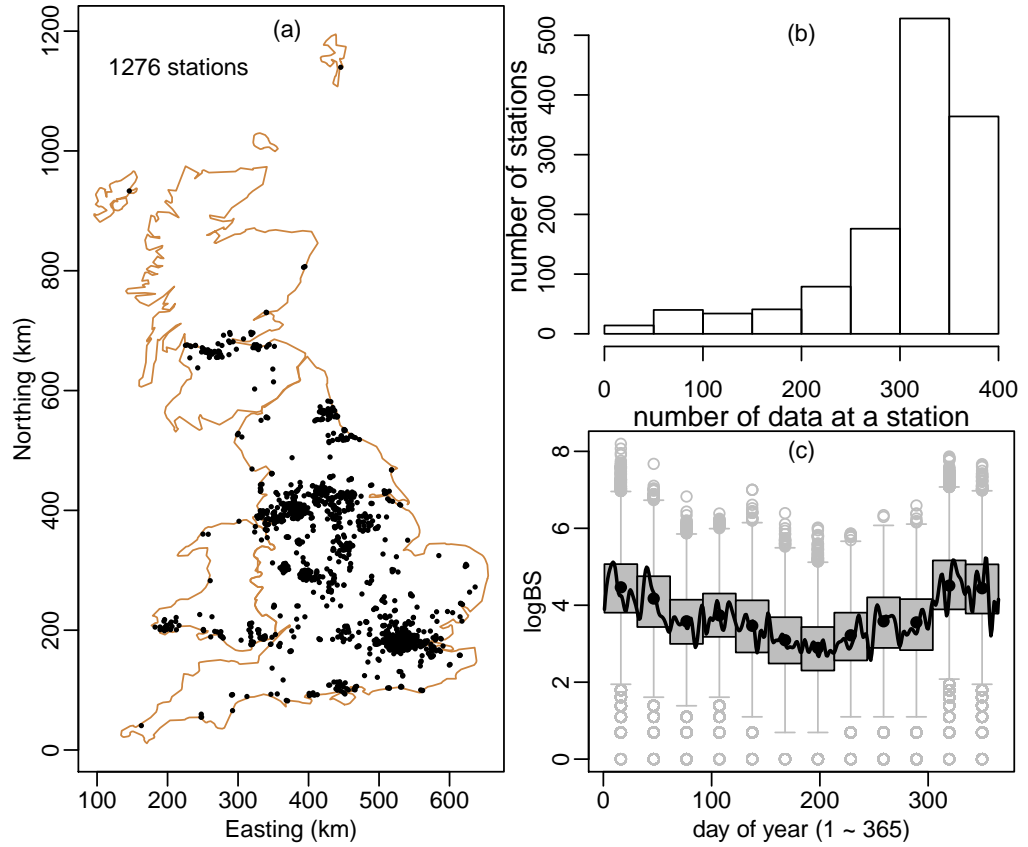 (a)
1276 stations
Northing (km)
0 200 400 600 800 1000 1200
100 200 300 400 500 600
Easting (km)
(b)
number of stations
0 100 200 300 400 500
0 100 200 300 400
number of data at a station
(c)
logBS
0 2 4 6 8
0 100 200 300
day of year (1 ~ 365)